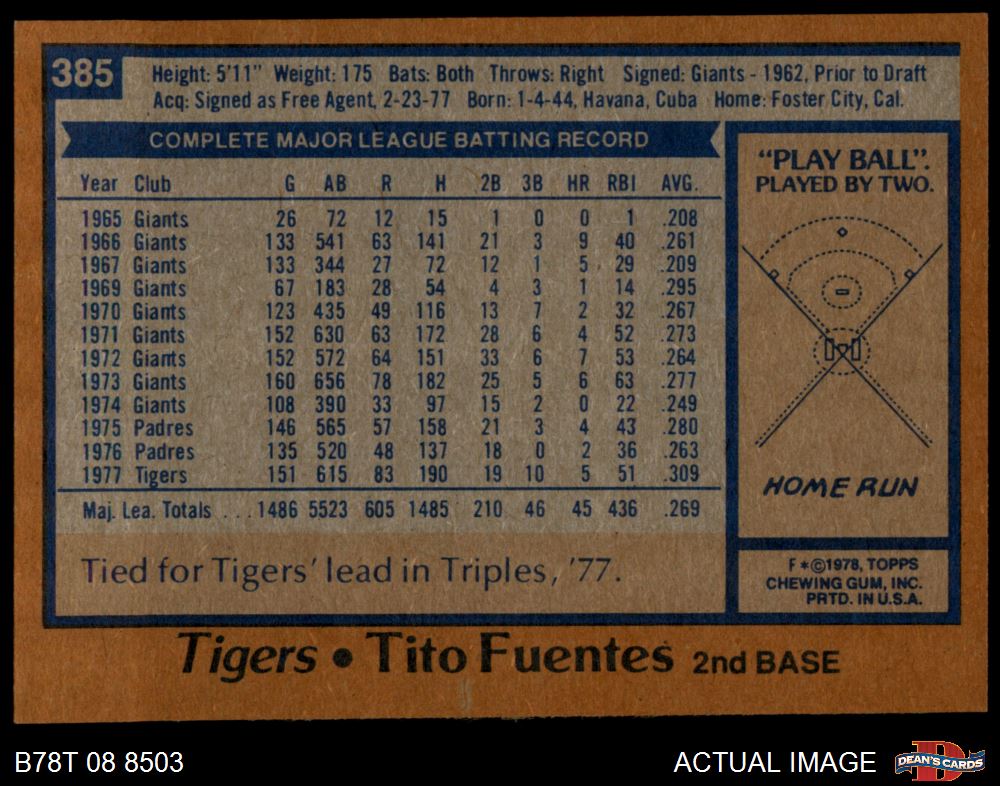 385
Height: 5'11" Weight: 175 Bats: Both Throws: Right Signed: Giants - 1962, Prior to Draft
Acq: Signed as Free Agent, 2-23-77 Born: 1-4-44, Havana, Cuba Home: Foster City, Cal.
COMPLETE MAJOR LEAGUE BATTING RECORD
Year Club G AB R H 2B 3B HR RBI AVG.
1965 Giants 26 72 12 15 1 0 0 1 .208
1966 Giants 133 541 63 141 21 3 9 40 .261
1967 Giants 133 344 27 72 12 1 5 29 .209
1969 Giants 67 183 28 54 4 3 1 14 .295
1970 Giants 123 435 49 116 13 7 2 32 .267
1971 Giants 152 630 63 172 28 6 4 52 .273
1972 Giants 152 572 64 151 33 6 7 53 .264
1973 Giants 160 656 78 182 25 5 6 63 .277
1974 Giants 108 390 33 97 15 2 0 22 .249
1975 Padres 146 565 57 158 21 3 4 43 .280
1976 Padres 135 520 48 137 18 0 2 36 .263
1977 Tigers 151 615 83 190 19 10 5 51 .309
Maj. Lea. Totals ... 1486 5523 605 1485 210 46 45 436 .269
Tied for Tigers' lead in Triples, '77.
"PLAY BALL".
PLAYED BY TWO.
HOME RUN
F*©1978, TOPPS
CHEWING GUM, INC.
PRTD. IN U.S.A.
Tigers • Tito Fuentes 2nd BASE
B78T 08 8503
ACTUAL IMAGE
D
DEAN'S CARDS